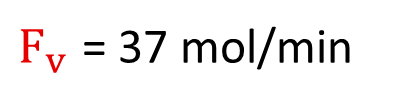 Fv = 37 mol/min